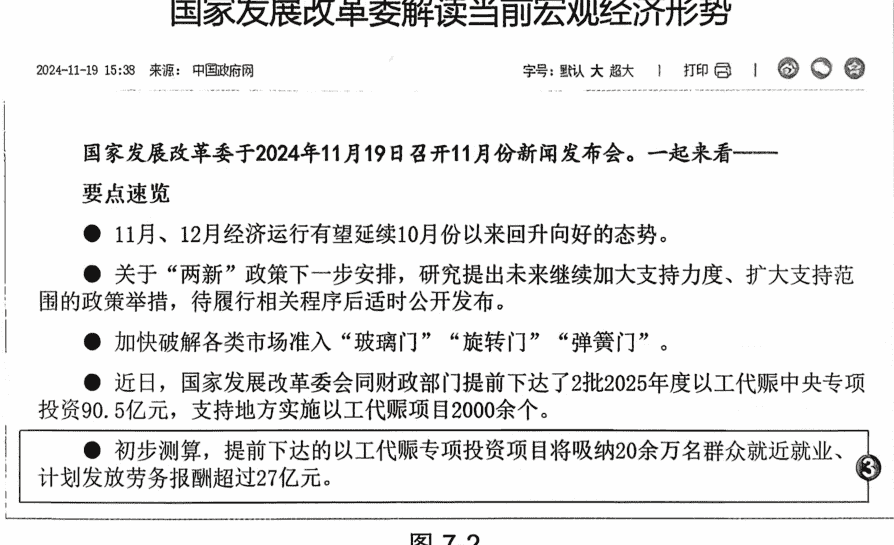 国家发展改革委解读当前宏观经济形势
2024-11-19 15:38 来源: 中国政府网 字号: 默认 大 超大 | 打印 |
国家发展改革委于2024年11月19日召开11月份新闻发布会。一起来看——
要点速览
● 11月、12月经济运行有望延续10月份以来回升向好的态势。
● 关于“两新”政策下一步安排，研究提出未来继续加大支持力度、扩大支持范
围的政策举措，待履行相关程序后适时公开发布。
● 加快破解各类市场准入“玻璃门”“旋转门”“弹簧门”。
● 近日，国家发展改革委会同财政部门提前下达了2批2025年度以工代赈中央专项
投资90.5亿元，支持地方实施以工代赈项目2000余个。
● 初步测算，提前下达的以工代赈专项投资项目将吸纳20余万名群众就近就业、
计划发放劳务报酬超过27亿元。
3
图 7.2